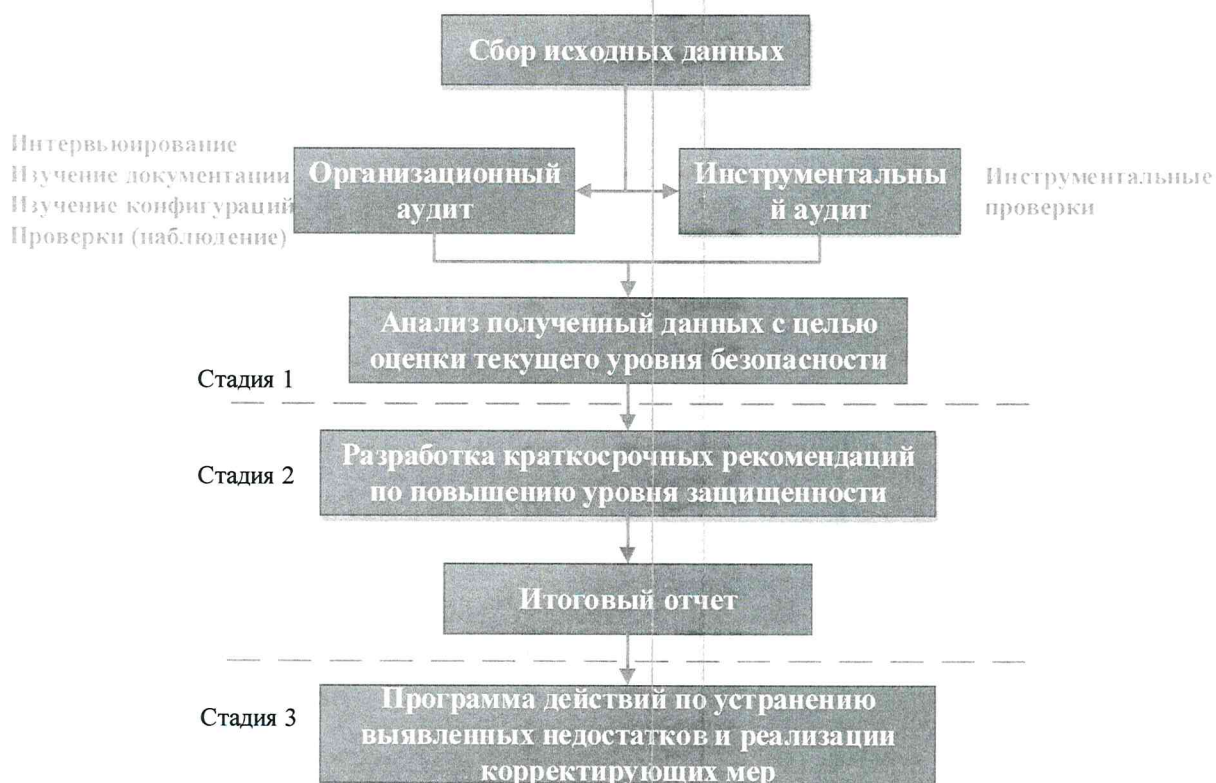 Сбор исходных данных
Интервьюирование
Изучение документации
Изучение конфигураций
Проверки (наблюдение)
Организационный
аудит
Инструментальны
й аудит
Инструментальные
проверки
Анализ полученный данных с целью
оценки текущего уровня безопасности
Стадия 1
Стадия 2
Разработка краткосрочных рекомендаций
по повышению уровня защищенности
Итоговый отчет
Стадия 3
Программа действий по устранению
выявленных недостатков и реализации
корректирующих мер